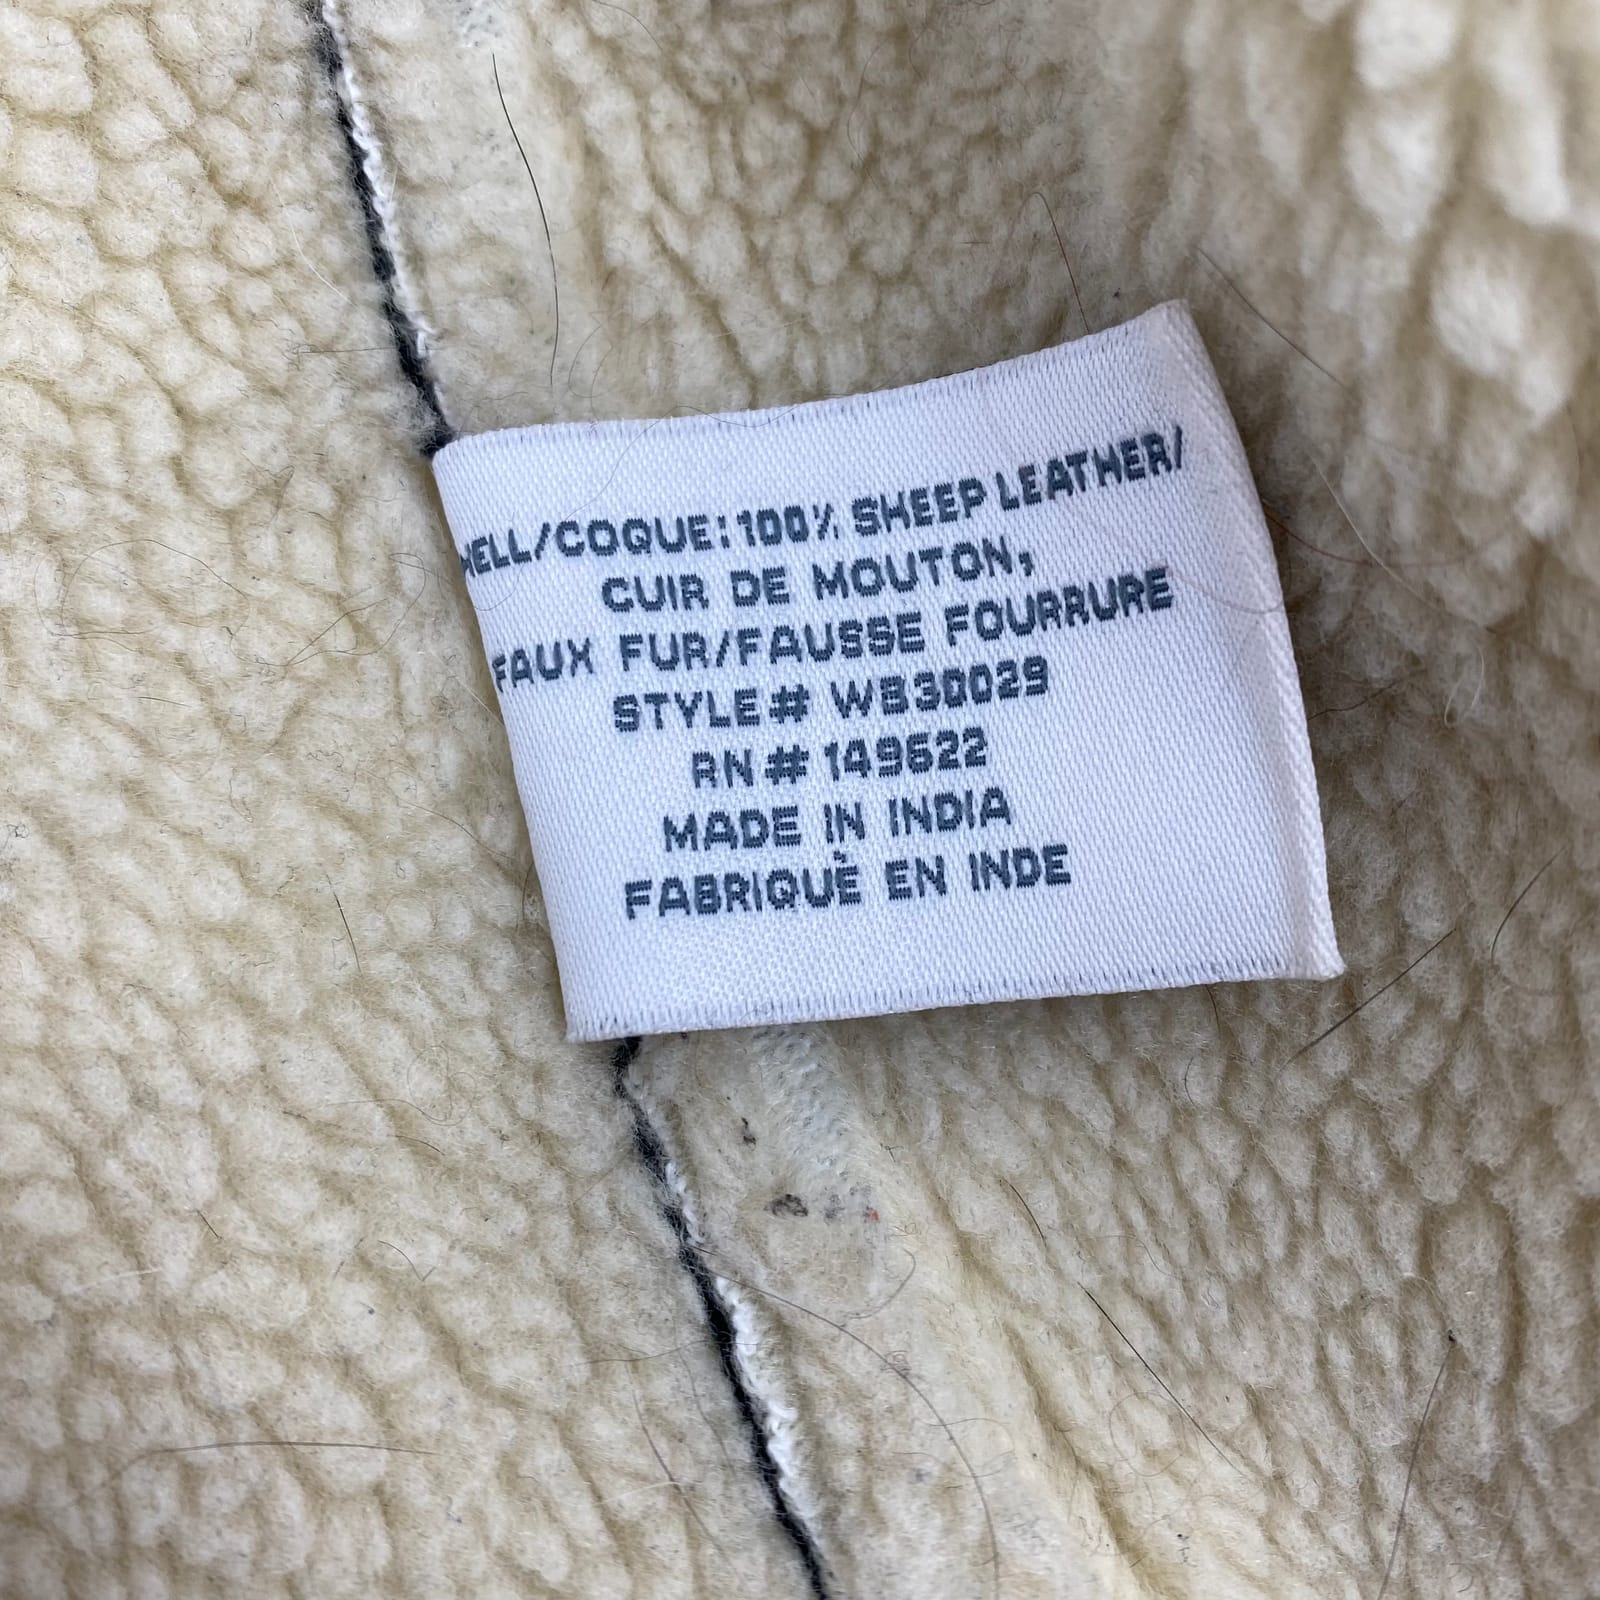 HELL/COQUE:100% SHEEP LEATHER/
CUIR DE MOUTON,
FAUX FUR/FAUSSE FOURRURE
STYLE# WB30029
RN# 149622
MADE IN INDIA
FABRIQUÈ EN INDE